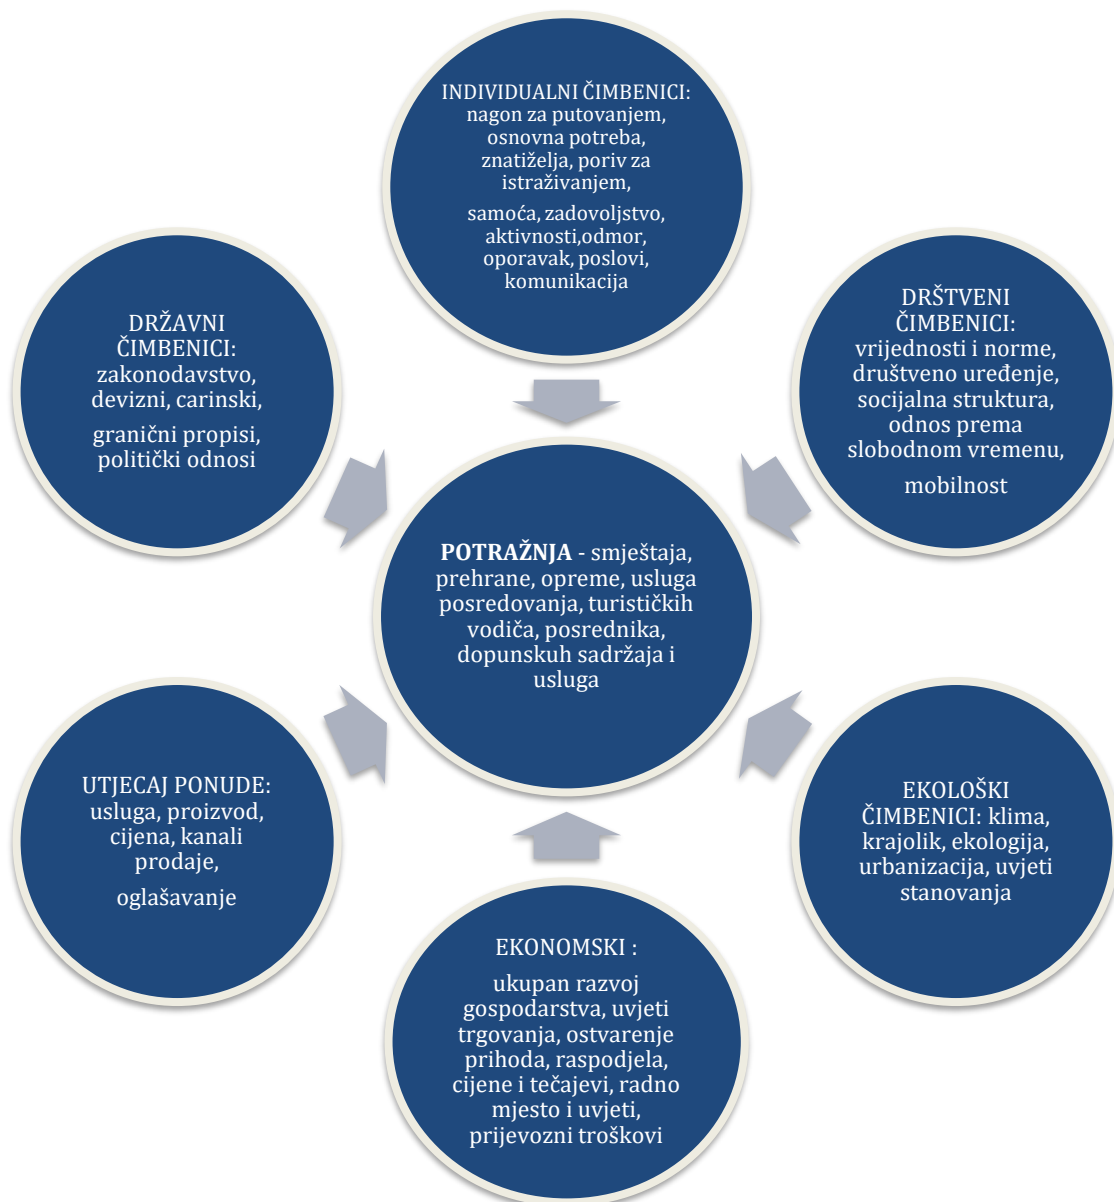 INDIVIDUALNI ČIMBENICI:
nagon za putovanjem,
osnovna potreba,
znatiželja, poriv za
istraživanjem,
samoća, zadovoljstvo,
aktivnosti,odmor,
oporavak, poslovi,
komunikacija
DRŠTVENI
ČIMBENICI:
vrijednosti i norme,
društveno uređenje,
socijalna struktura,
odnos prema
slobodnom vremenu,
mobilnost
EKOLOŠKI
ČIMBENICI: klima,
krajolik, ekologija,
urbanizacija, uvjeti
stanovanja
EKONOMSKI :
ukupan razvoj
gospodarstva, uvjeti
trgovanja, ostvarenje
prihoda, raspodjela,
cijene i tečajevi, radno
mjesto i uvjeti,
prijevozni troškovi
UTJECAJ PONUDE:
usluga, proizvod,
cijena, kanali
prodaje,
oglašavanje
DRŽAVNI
ČIMBENICI:
zakonodavstvo,
devizni, carinski,
granični propisi,
politički odnosi
POTRAŽNJA - smještaja,
prehrane, opreme, usluga
posredovanja, turističkih
vodiča, posrednika,
dopunskuh sadržaja i
usluga